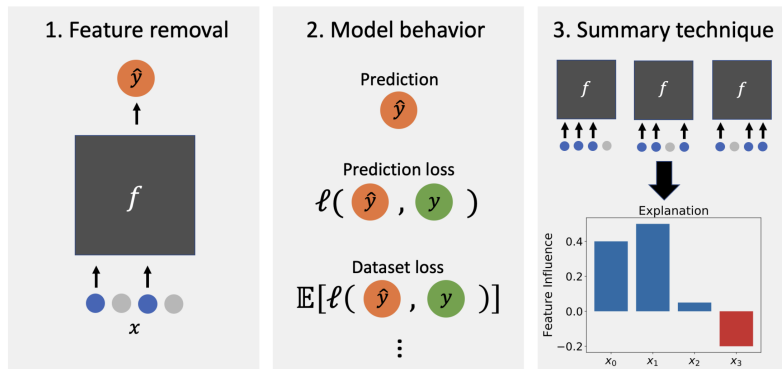 1. Feature removal
ŷ
f
x
2. Model behavior
Prediction
ŷ
Prediction loss
ℓ( ŷ , y )
Dataset loss
𝔼[ℓ( ŷ , y )]
⋮
3. Summary technique
f f f
Explanation
Feature Influence
0.4
0.2
0.0
−0.2
x₀ x₁ x₂ x₃